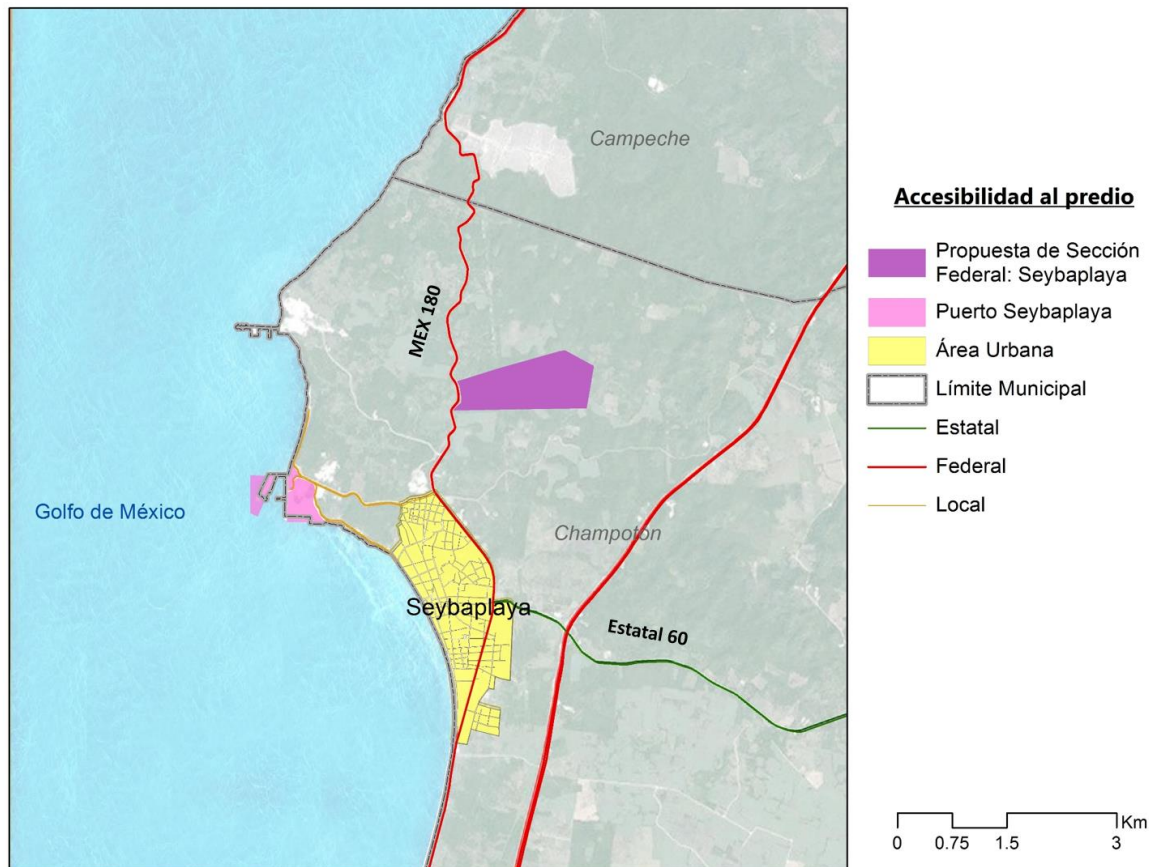 Campeche
MEX 180
Golfo de México
Champotón
Seybaplaya
Estatal 60
Accesibilidad al predio
Propuesta de Sección
Federal: Seybaplaya
Puerto Seybaplaya
Área Urbana
Límite Municipal
Estatal
Federal
Local
Km
0 0.75 1.5 3